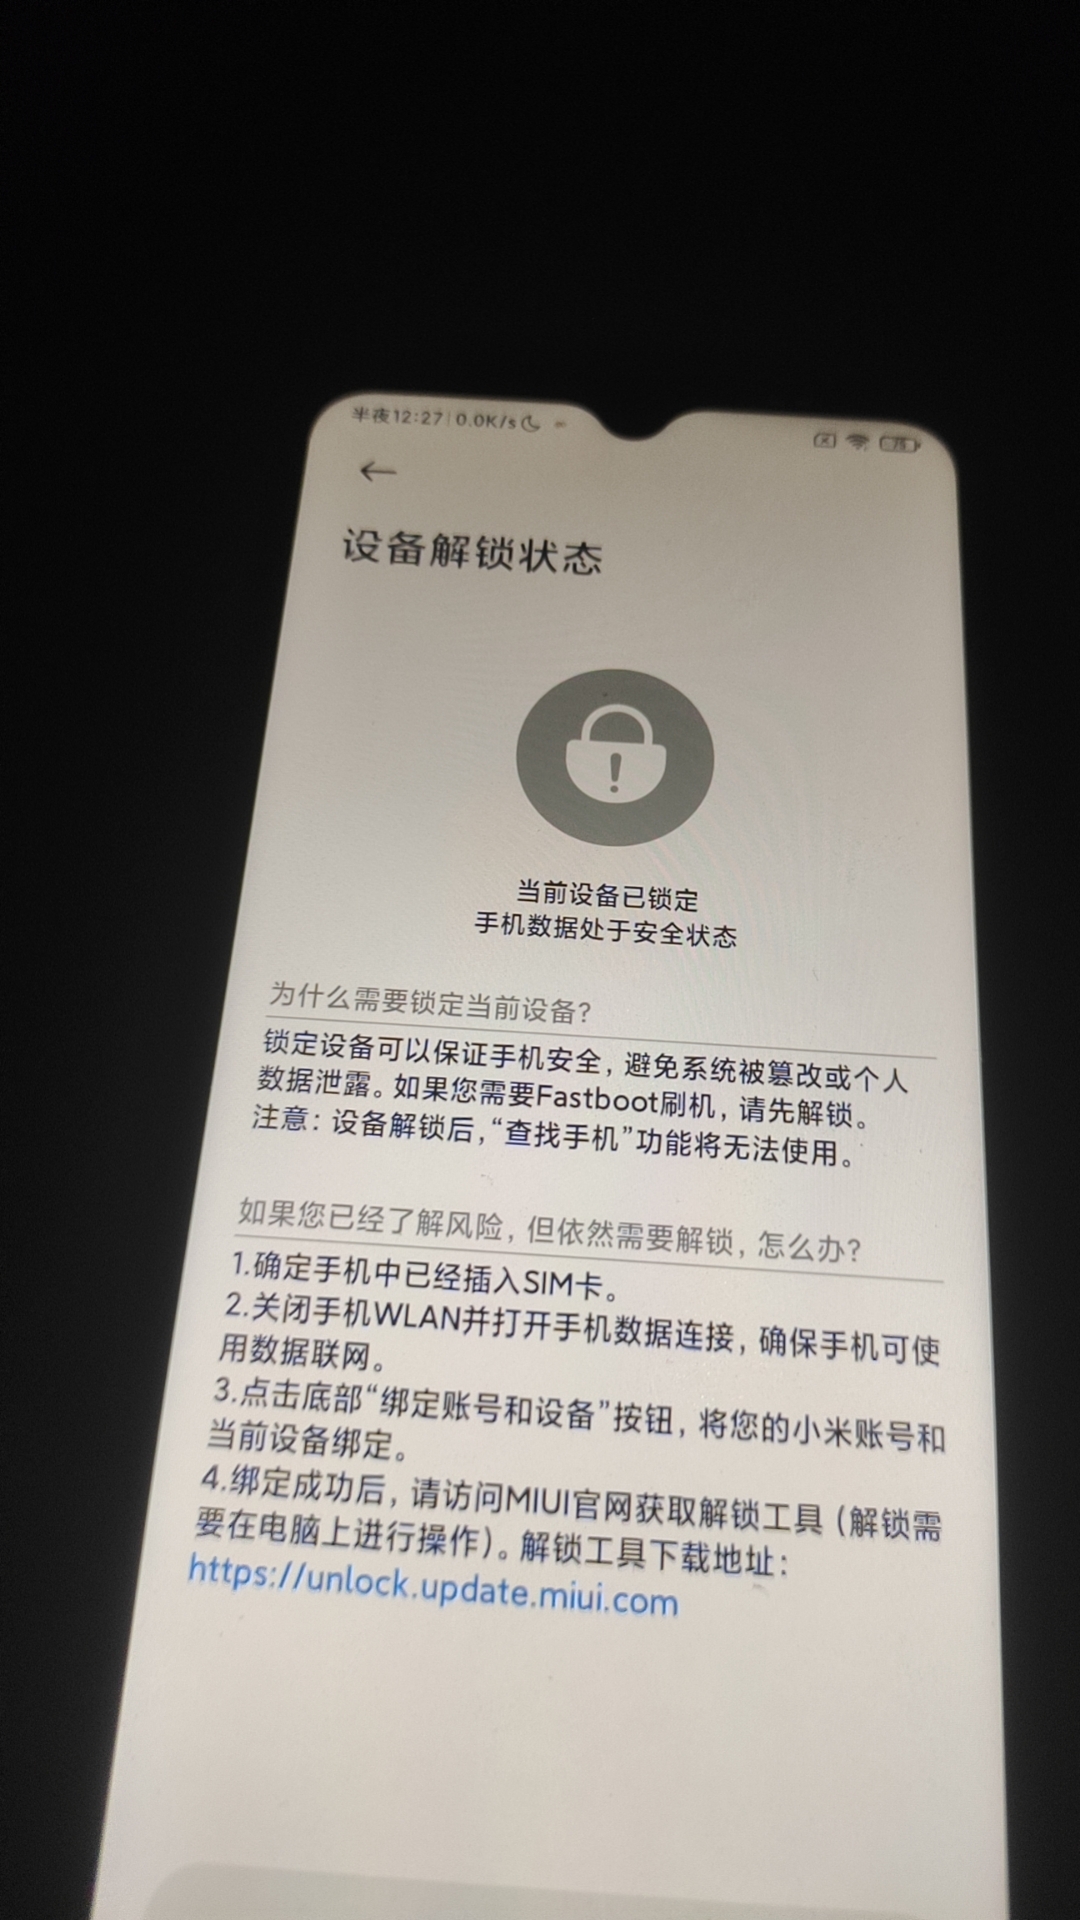 半夜12:27 | 0.0K/s
75
设备解锁状态
当前设备已锁定
手机数据处于安全状态
为什么需要锁定当前设备?
锁定设备可以保证手机安全，避免系统被篡改或个人
数据泄露。如果您需要Fastboot刷机，请先解锁。
注意：设备解锁后，“查找手机”功能将无法使用。
如果您已经了解风险，但依然需要解锁，怎么办?
1.确定手机中已经插入SIM卡。
2.关闭手机WLAN并打开手机数据连接，确保手机可使
用数据联网。
3.点击底部“绑定账号和设备”按钮，将您的小米账号和
当前设备绑定。
4.绑定成功后，请访问MIUI官网获取解锁工具（解锁需
要在电脑上进行操作）。解锁工具下载地址：
https://unlock.update.miui.com